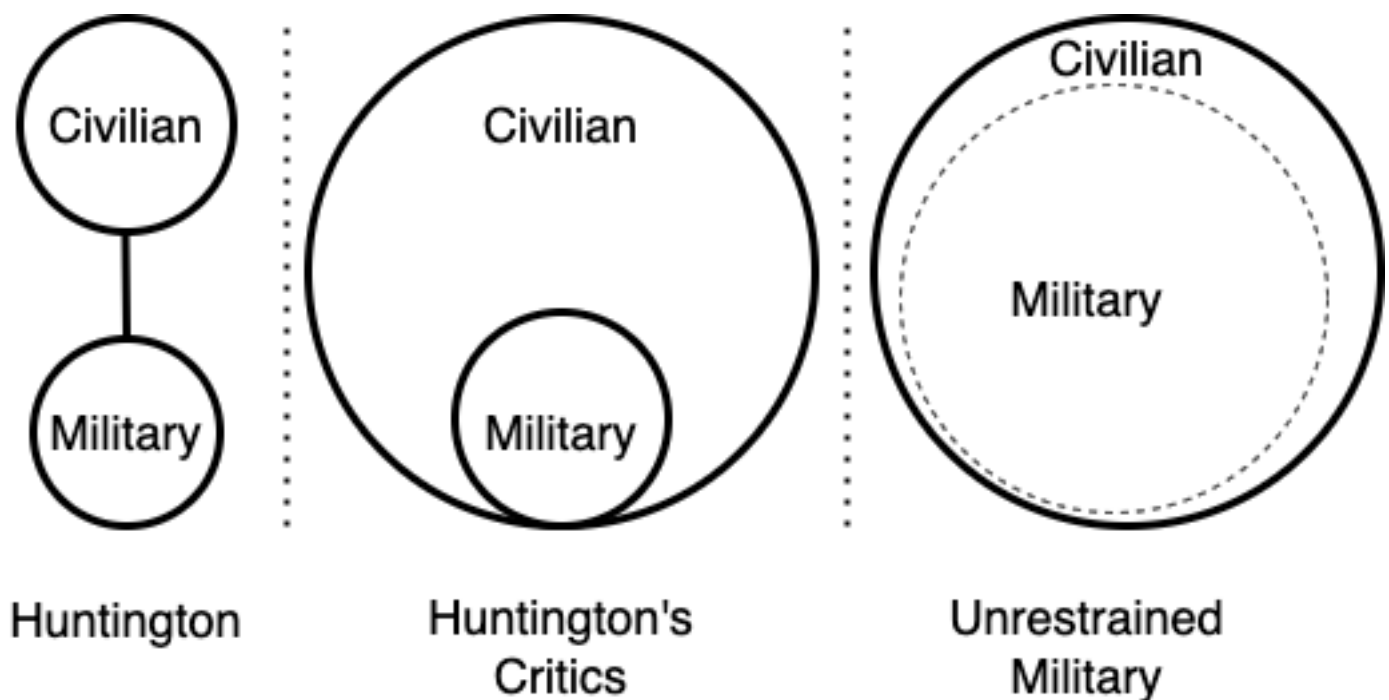 Civilian
Military
Huntington
Civilian
Military
Huntington's
Critics
Civilian
Military
Unrestrained
Military